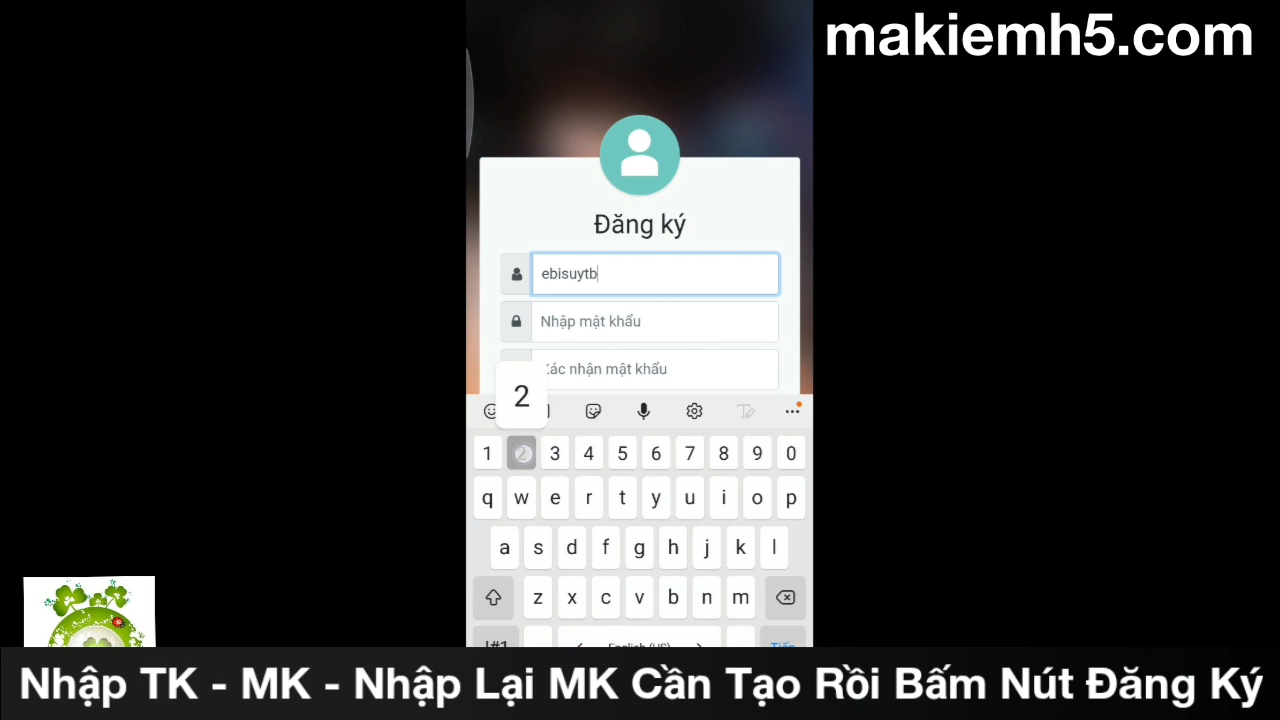 makiemh5.com
Đăng ký
ebisuytb
Nhập mật khẩu
Xác nhận mật khẩu
2
1 2 3 4 5 6 7 8 9 0
q w e r t y u i o p
a s d f g h j k l
z x c v b n m
!#1 < English (US) > Tiếp
Nhập TK - MK - Nhập Lại MK Cần Tạo Rồi Bấm Nút Đăng Ký